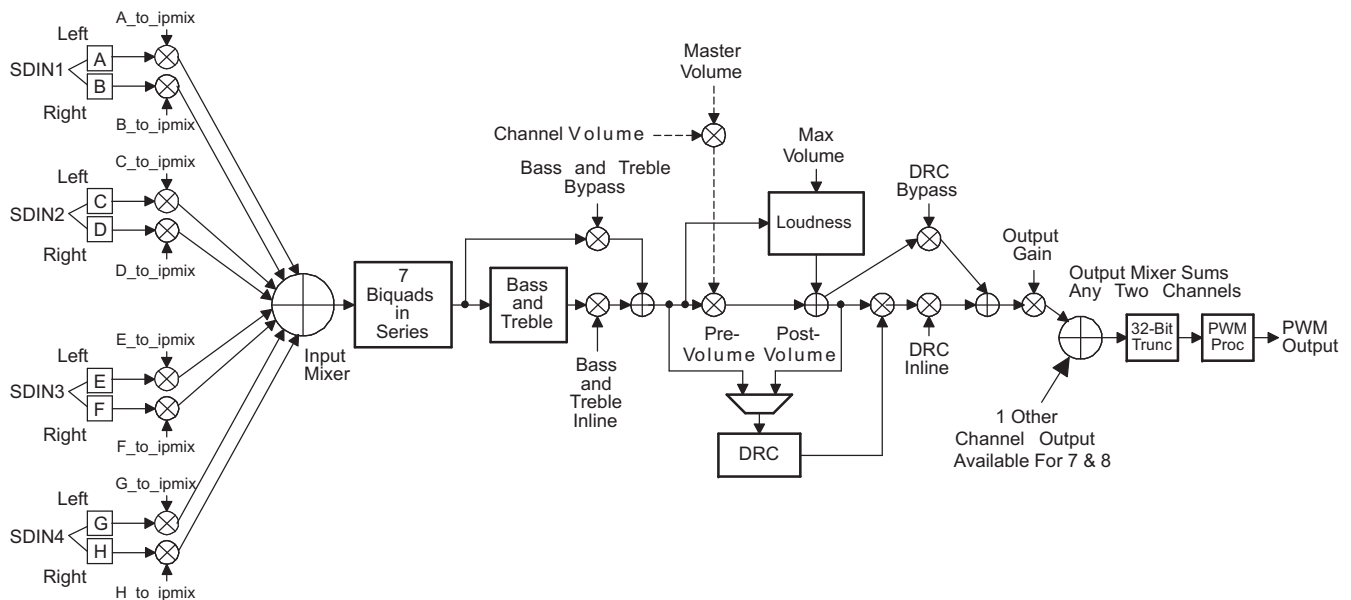 A_to_ipmix
Left
SDIN1
A
B
Right
B_to_ipmix
C_to_ipmix
Left
SDIN2
C
D
Right
D_to_ipmix
E_to_ipmix
Left
SDIN3
E
F
Right
F_to_ipmix
G_to_ipmix
Left
SDIN4
G
H
Right
H_to_ipmix
Input
Mixer
7
Biquads
in
Series
Bass and Treble
Bypass
Bass
and
Treble
Bass
and
Treble
Inline
Master
Volume
Channel Volume
Max
Volume
Loudness
Pre-
Volume
Post-
Volume
DRC
DRC
Bypass
DRC
Inline
Output
Gain
Output Mixer Sums
Any Two Channels
1 Other
Channel Output
Available For 7 & 8
32-Bit
Trunc
PWM
Proc
PWM
Output